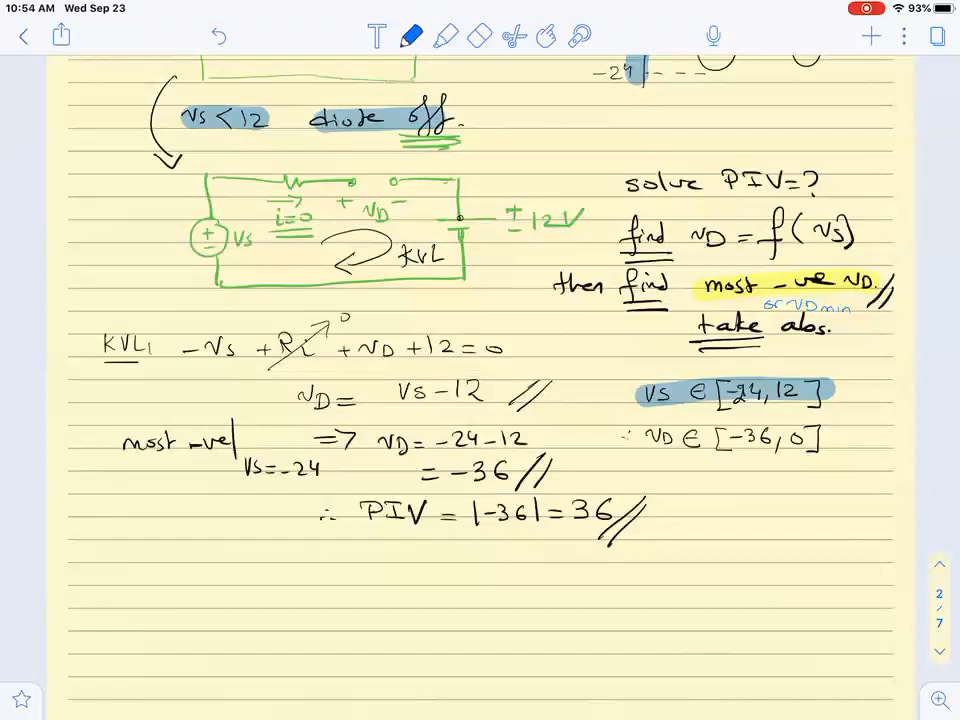 10:54 AM Wed Sep 23
93%
T
-24
vs < 12 diode off.
solve PIV=?
find vD = f(vs)
then find most -ve vD.
or vD min
take abs.
+ vs i=0 + vD - KVL + 12V
KVL: -vs + Ri 0 + vD + 12 = 0
vD = vs - 12 //
vs ∈ [-24, 12]
most -ve| vs = -24 => vD = -24 - 12
∴ vD ∈ [-36, 0]
= -36 //
∴ PIV = |-36| = 36 //
2
/
7